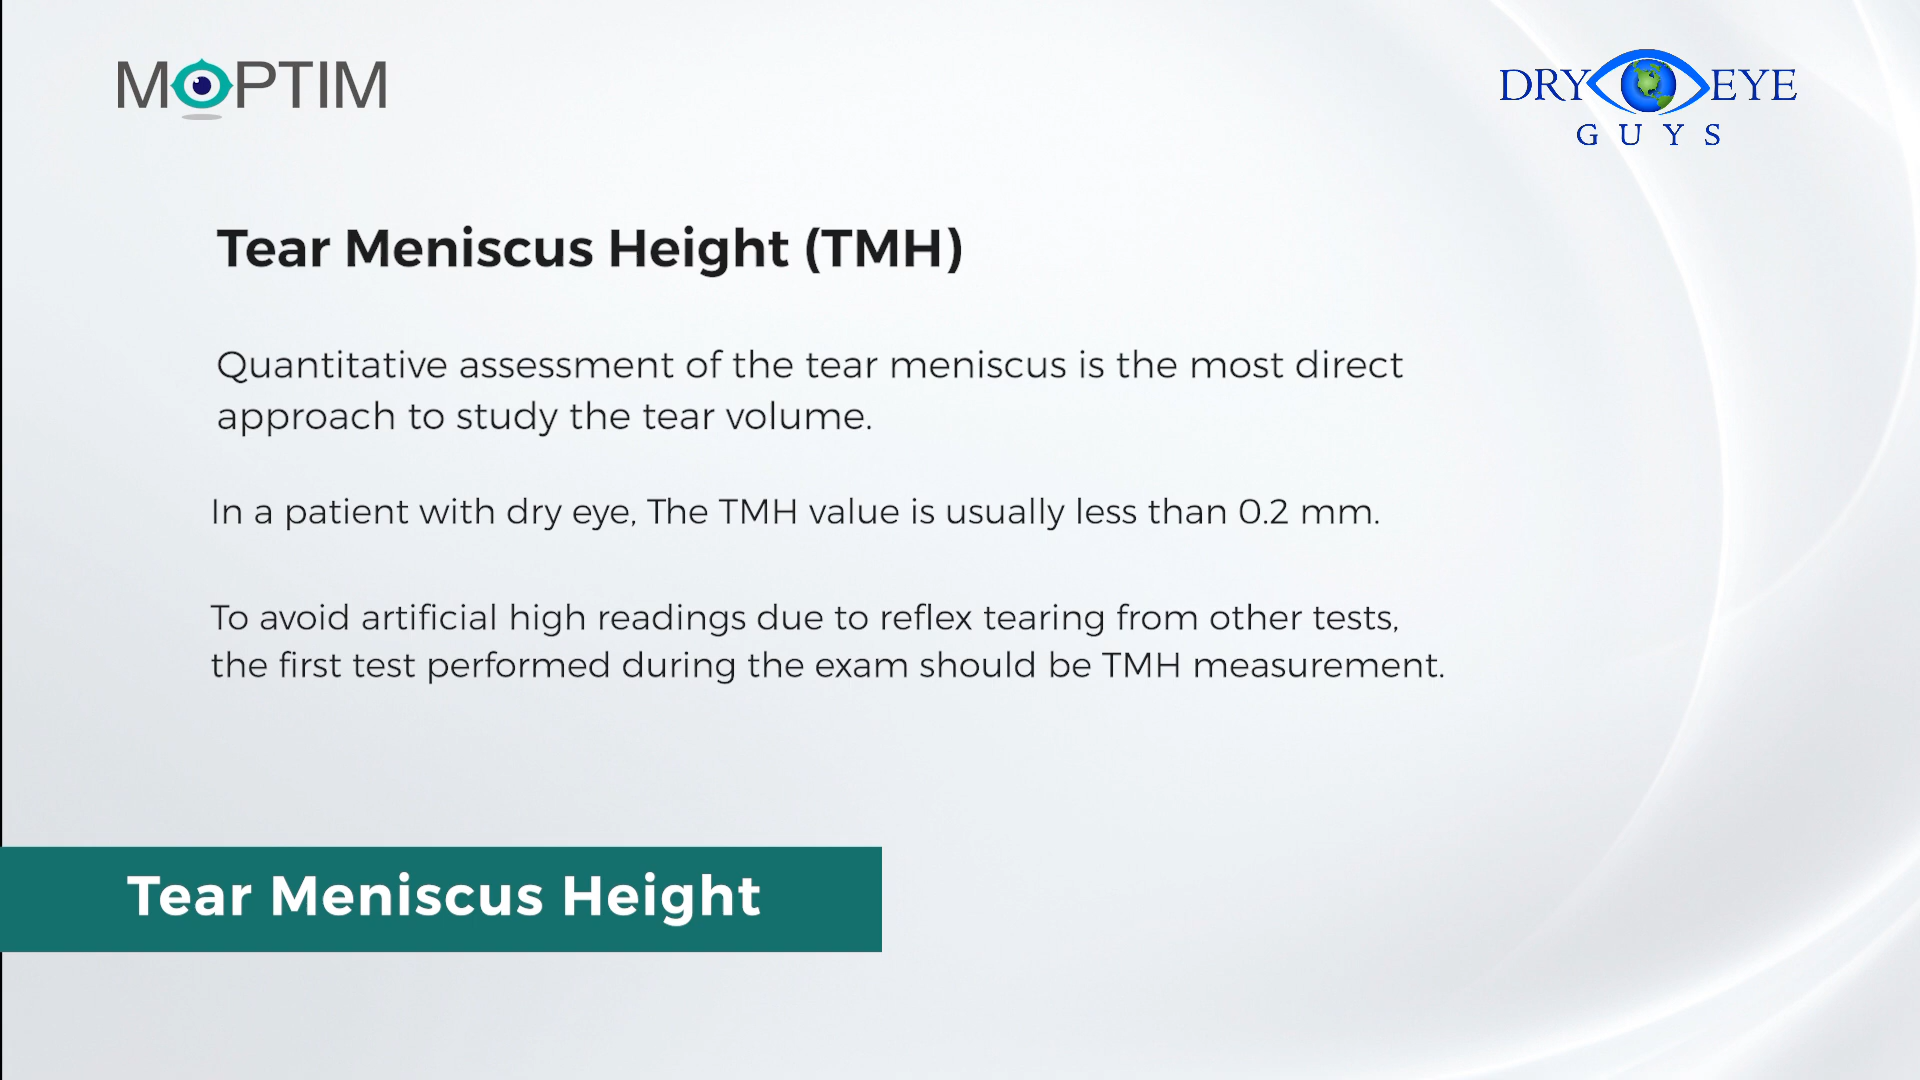 MOPTIM
DRY EYE
GUYS
Tear Meniscus Height (TMH)
Quantitative assessment of the tear meniscus is the most direct
approach to study the tear volume.
In a patient with dry eye, The TMH value is usually less than 0.2 mm.
To avoid artificial high readings due to reflex tearing from other tests,
the first test performed during the exam should be TMH measurement.
Tear Meniscus Height